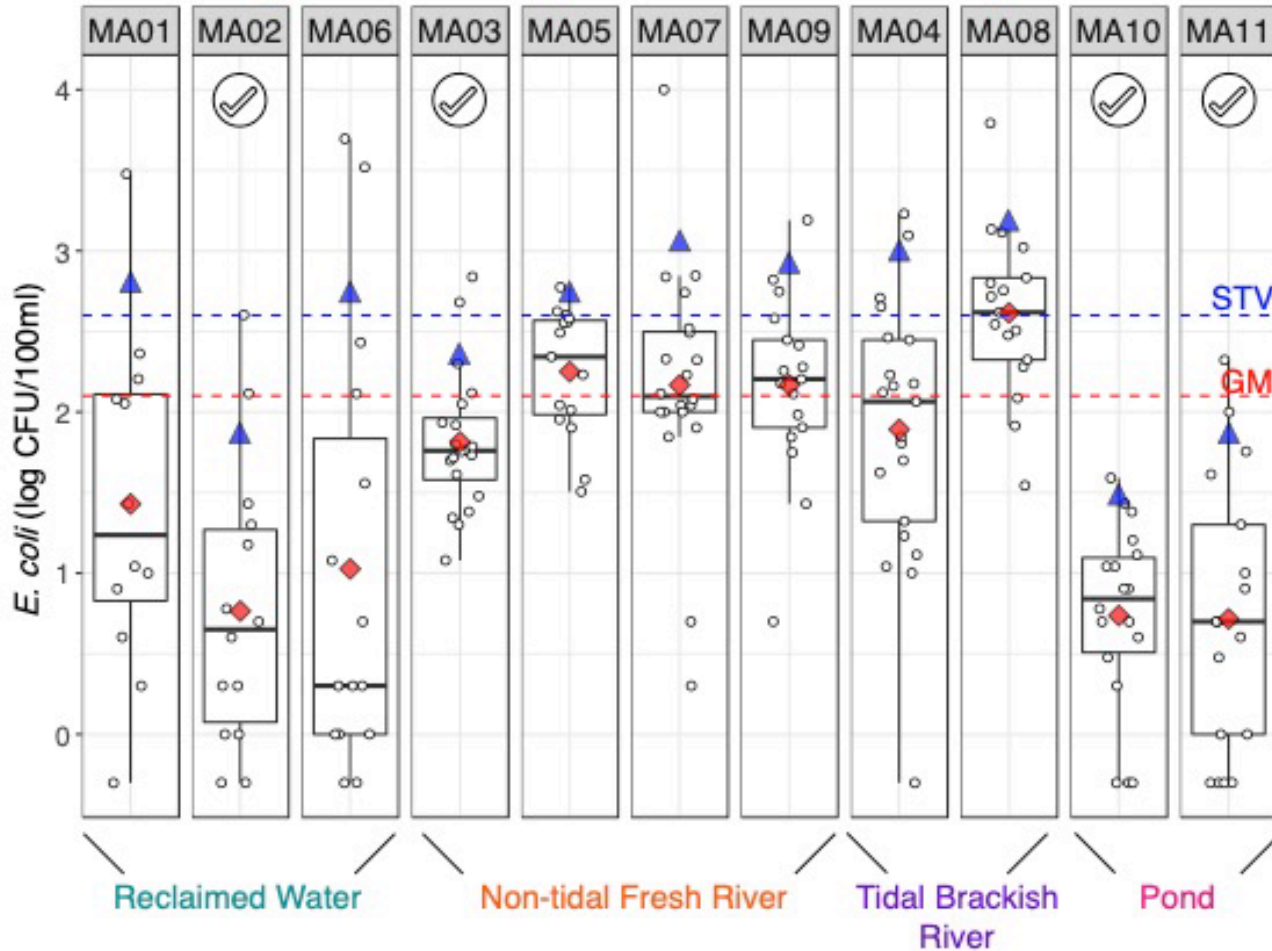 MA01 MA02 MA06 MA03 MA05 MA07 MA09 MA04 MA08 MA10 MA11
4
3
2
1
0
E. coli (log CFU/100ml)
STV
GM
Reclaimed Water
Non-tidal Fresh River
Tidal Brackish
River
Pond